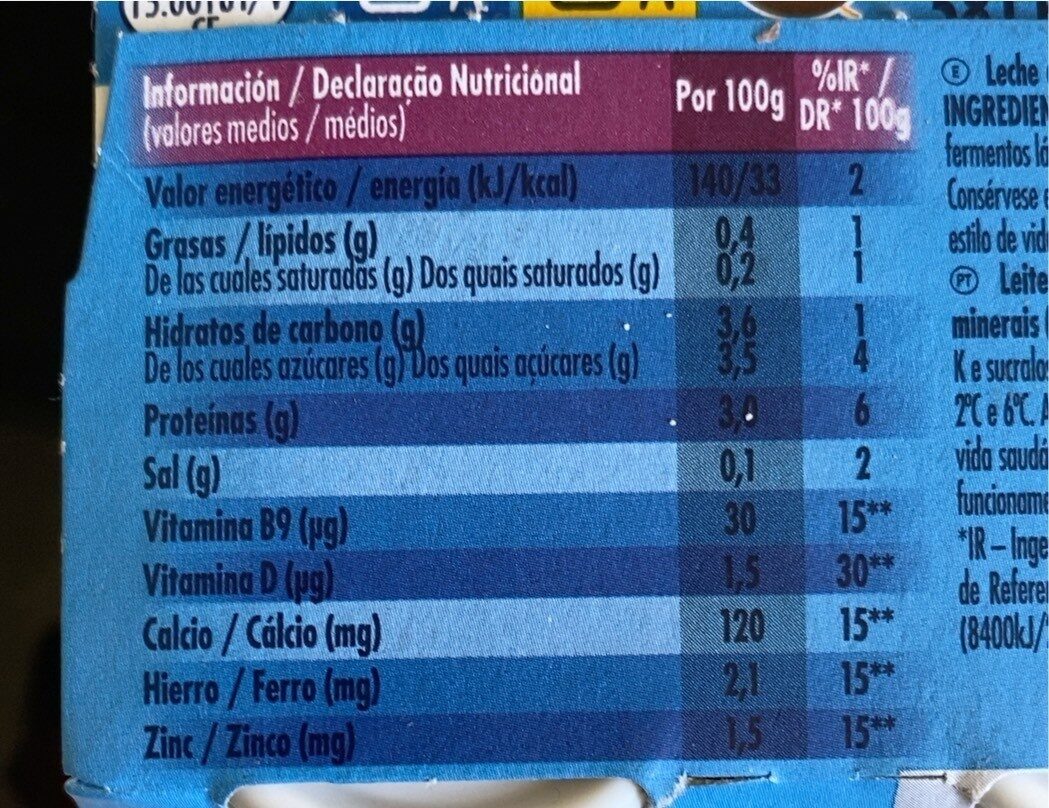 CE
Información / Declaração Nutricional
(valores medios / médios)
Por 100g
%IR* /
DR* 100g
Valor energético / energía (kJ/kcal) 140/33 2
Grasas / lípidos (g) 0,4 1
De las cuales saturadas (g) Dos quais saturados (g) 0,2 1
Hidratos de carbono (g) 3,6 1
De los cuales azúcares (g) Dos quais açúcares (g) 3,5 4
Proteínas (g) 3,0 6
Sal (g) 0,1 2
Vitamina B9 (µg) 30 15**
Vitamina D (µg) 1,5 30**
Calcio / Cálcio (mg) 120 15**
Hierro / Ferro (mg) 2,1 15**
Zinc / Zinco (mg) 1,5 15**
E Leche
INGREDIEN
fermentos lá
Consérvese
estilo de vid
PT Leite
minerais
K e sucralos
2ºC e 6ºC. A
vida saudá
funcioname
*IR – Inge
de Referen
(8400kJ/